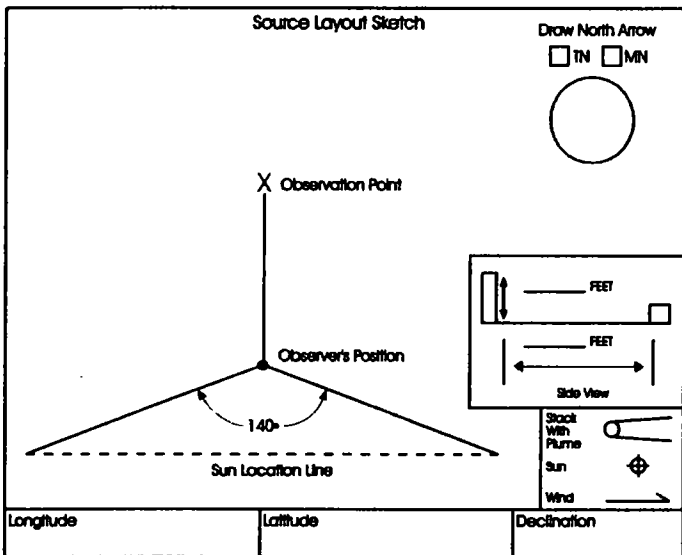 Source Layout Sketch
Draw North Arrow
TN MN
X Observation Point
FEET
Observer's Position
FEET
Side View
140°
Sun Location Line
Stack
With
Plume
Sun
Wind
Longitude
Latitude
Declination